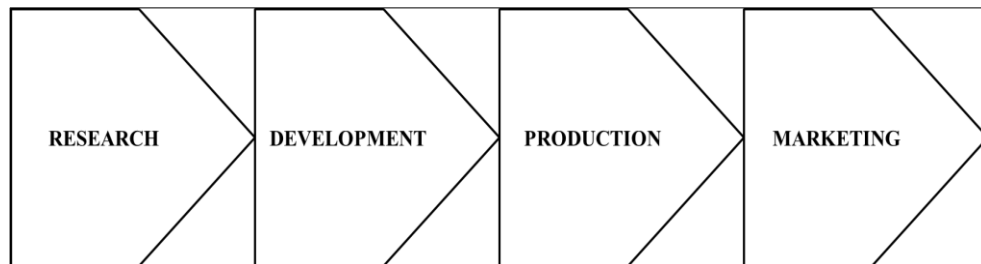 RESEARCH
DEVELOPMENT
PRODUCTION
MARKETING